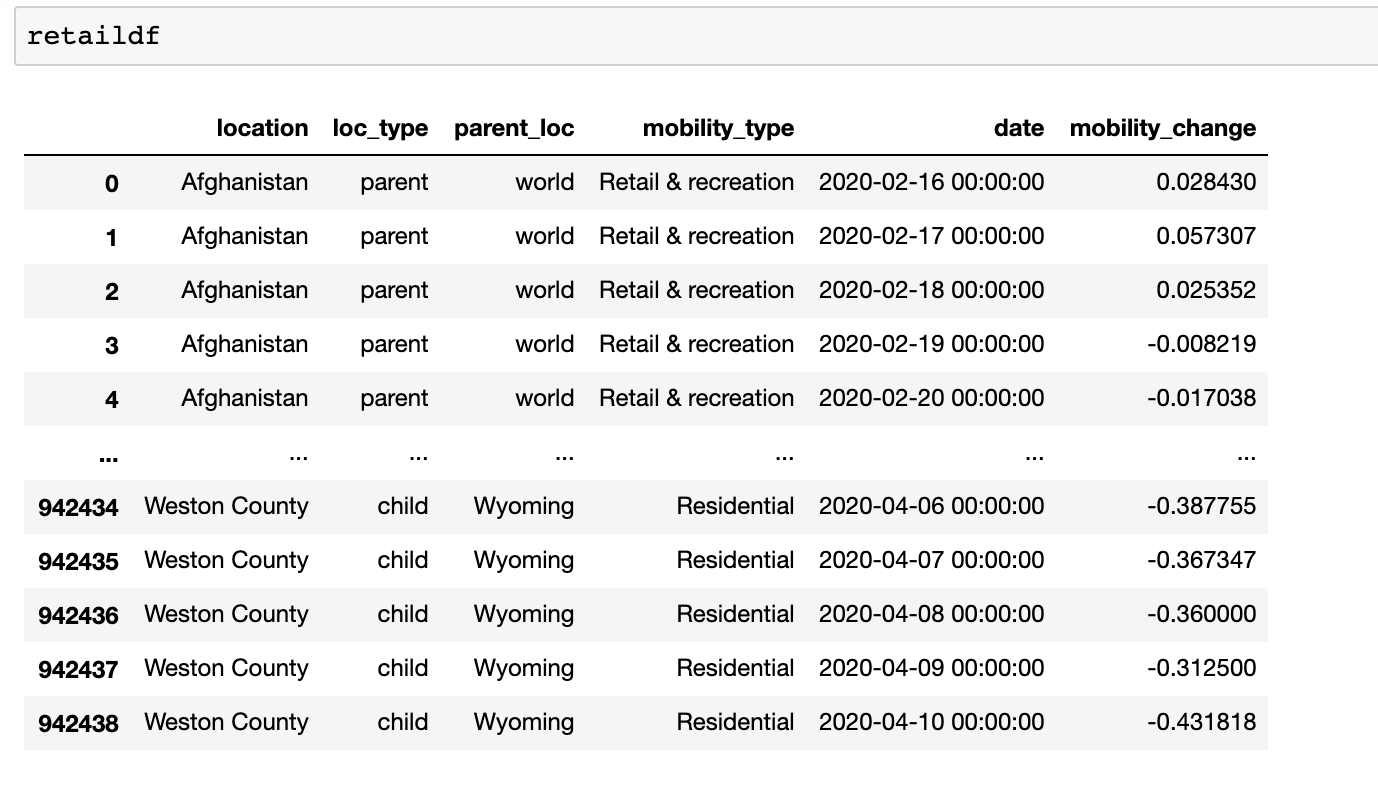 retaildf
location loc_type parent_loc mobility_type date mobility_change
0 Afghanistan parent world Retail & recreation 2020-02-16 00:00:00 0.028430
1 Afghanistan parent world Retail & recreation 2020-02-17 00:00:00 0.057307
2 Afghanistan parent world Retail & recreation 2020-02-18 00:00:00 0.025352
3 Afghanistan parent world Retail & recreation 2020-02-19 00:00:00 -0.008219
4 Afghanistan parent world Retail & recreation 2020-02-20 00:00:00 -0.017038
... ... ... ... ... ... ...
942434 Weston County child Wyoming Residential 2020-04-06 00:00:00 -0.387755
942435 Weston County child Wyoming Residential 2020-04-07 00:00:00 -0.367347
942436 Weston County child Wyoming Residential 2020-04-08 00:00:00 -0.360000
942437 Weston County child Wyoming Residential 2020-04-09 00:00:00 -0.312500
942438 Weston County child Wyoming Residential 2020-04-10 00:00:00 -0.431818